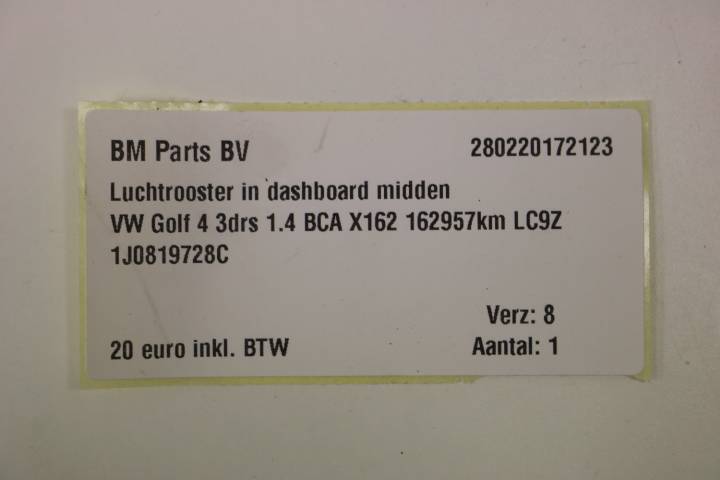 BM Parts BV 280220172123
Luchtrooster in dashboard midden
VW Golf 4 3drs 1.4 BCA X162 162957km LC9Z
1J0819728C
Verz: 8
20 euro inkl. BTW Aantal: 1